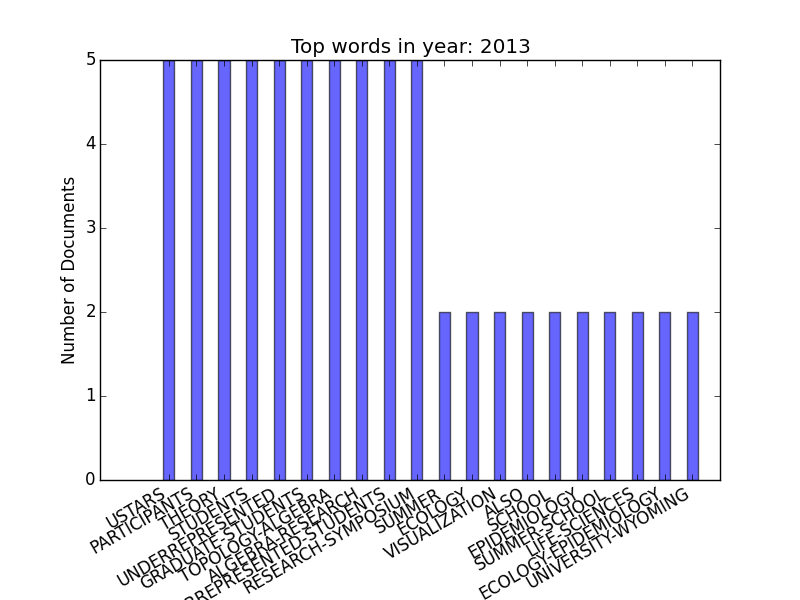 Top words in year: 2013
5
4
3
2
1
0
Number of Documents
USTARS
PARTICIPANTS
THEORY
STUDENTS
UNDERREPRESENTED
GRADUATE-STUDENTS
TOPOLOGY-ALGEBRA
ALGEBRA-RESEARCH
RREPRESENTED-STUDENTS
RESEARCH-SYMPOSIUM
SUMMER
ECOLOGY
VISUALIZATION
ALSO
SCHOOL
EPIDEMIOLOGY
SUMMER-SCHOOL
LIFE-SCIENCES
ECOLOGY-EPIDEMIOLOGY
UNIVERSITY-WYOMING